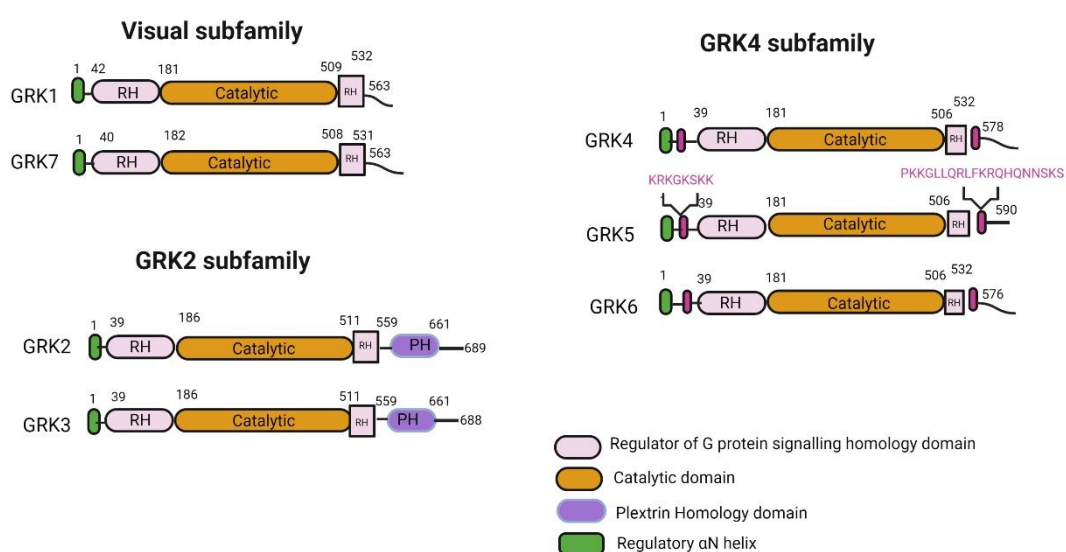 Visual subfamily
1 42 181 509 532
GRK1 RH Catalytic RH 563
1 40 182 508 531
GRK7 RH Catalytic RH 563
GRK2 subfamily
1 39 186 511 559 661
GRK2 RH Catalytic RH PH 689
1 39 186 511 559 661
GRK3 RH Catalytic RH PH 688
GRK4 subfamily
1 39 181 506 532
GRK4 RH Catalytic RH 578
KRKGKSKK PKKGLLQRLFKRQHQNNSKS
39 181 506 590
GRK5 RH Catalytic RH
1 39 181 506 532
GRK6 RH Catalytic RH 576
Regulator of G protein signalling homology domain
Catalytic domain
Plextrin Homology domain
Regulatory αN helix